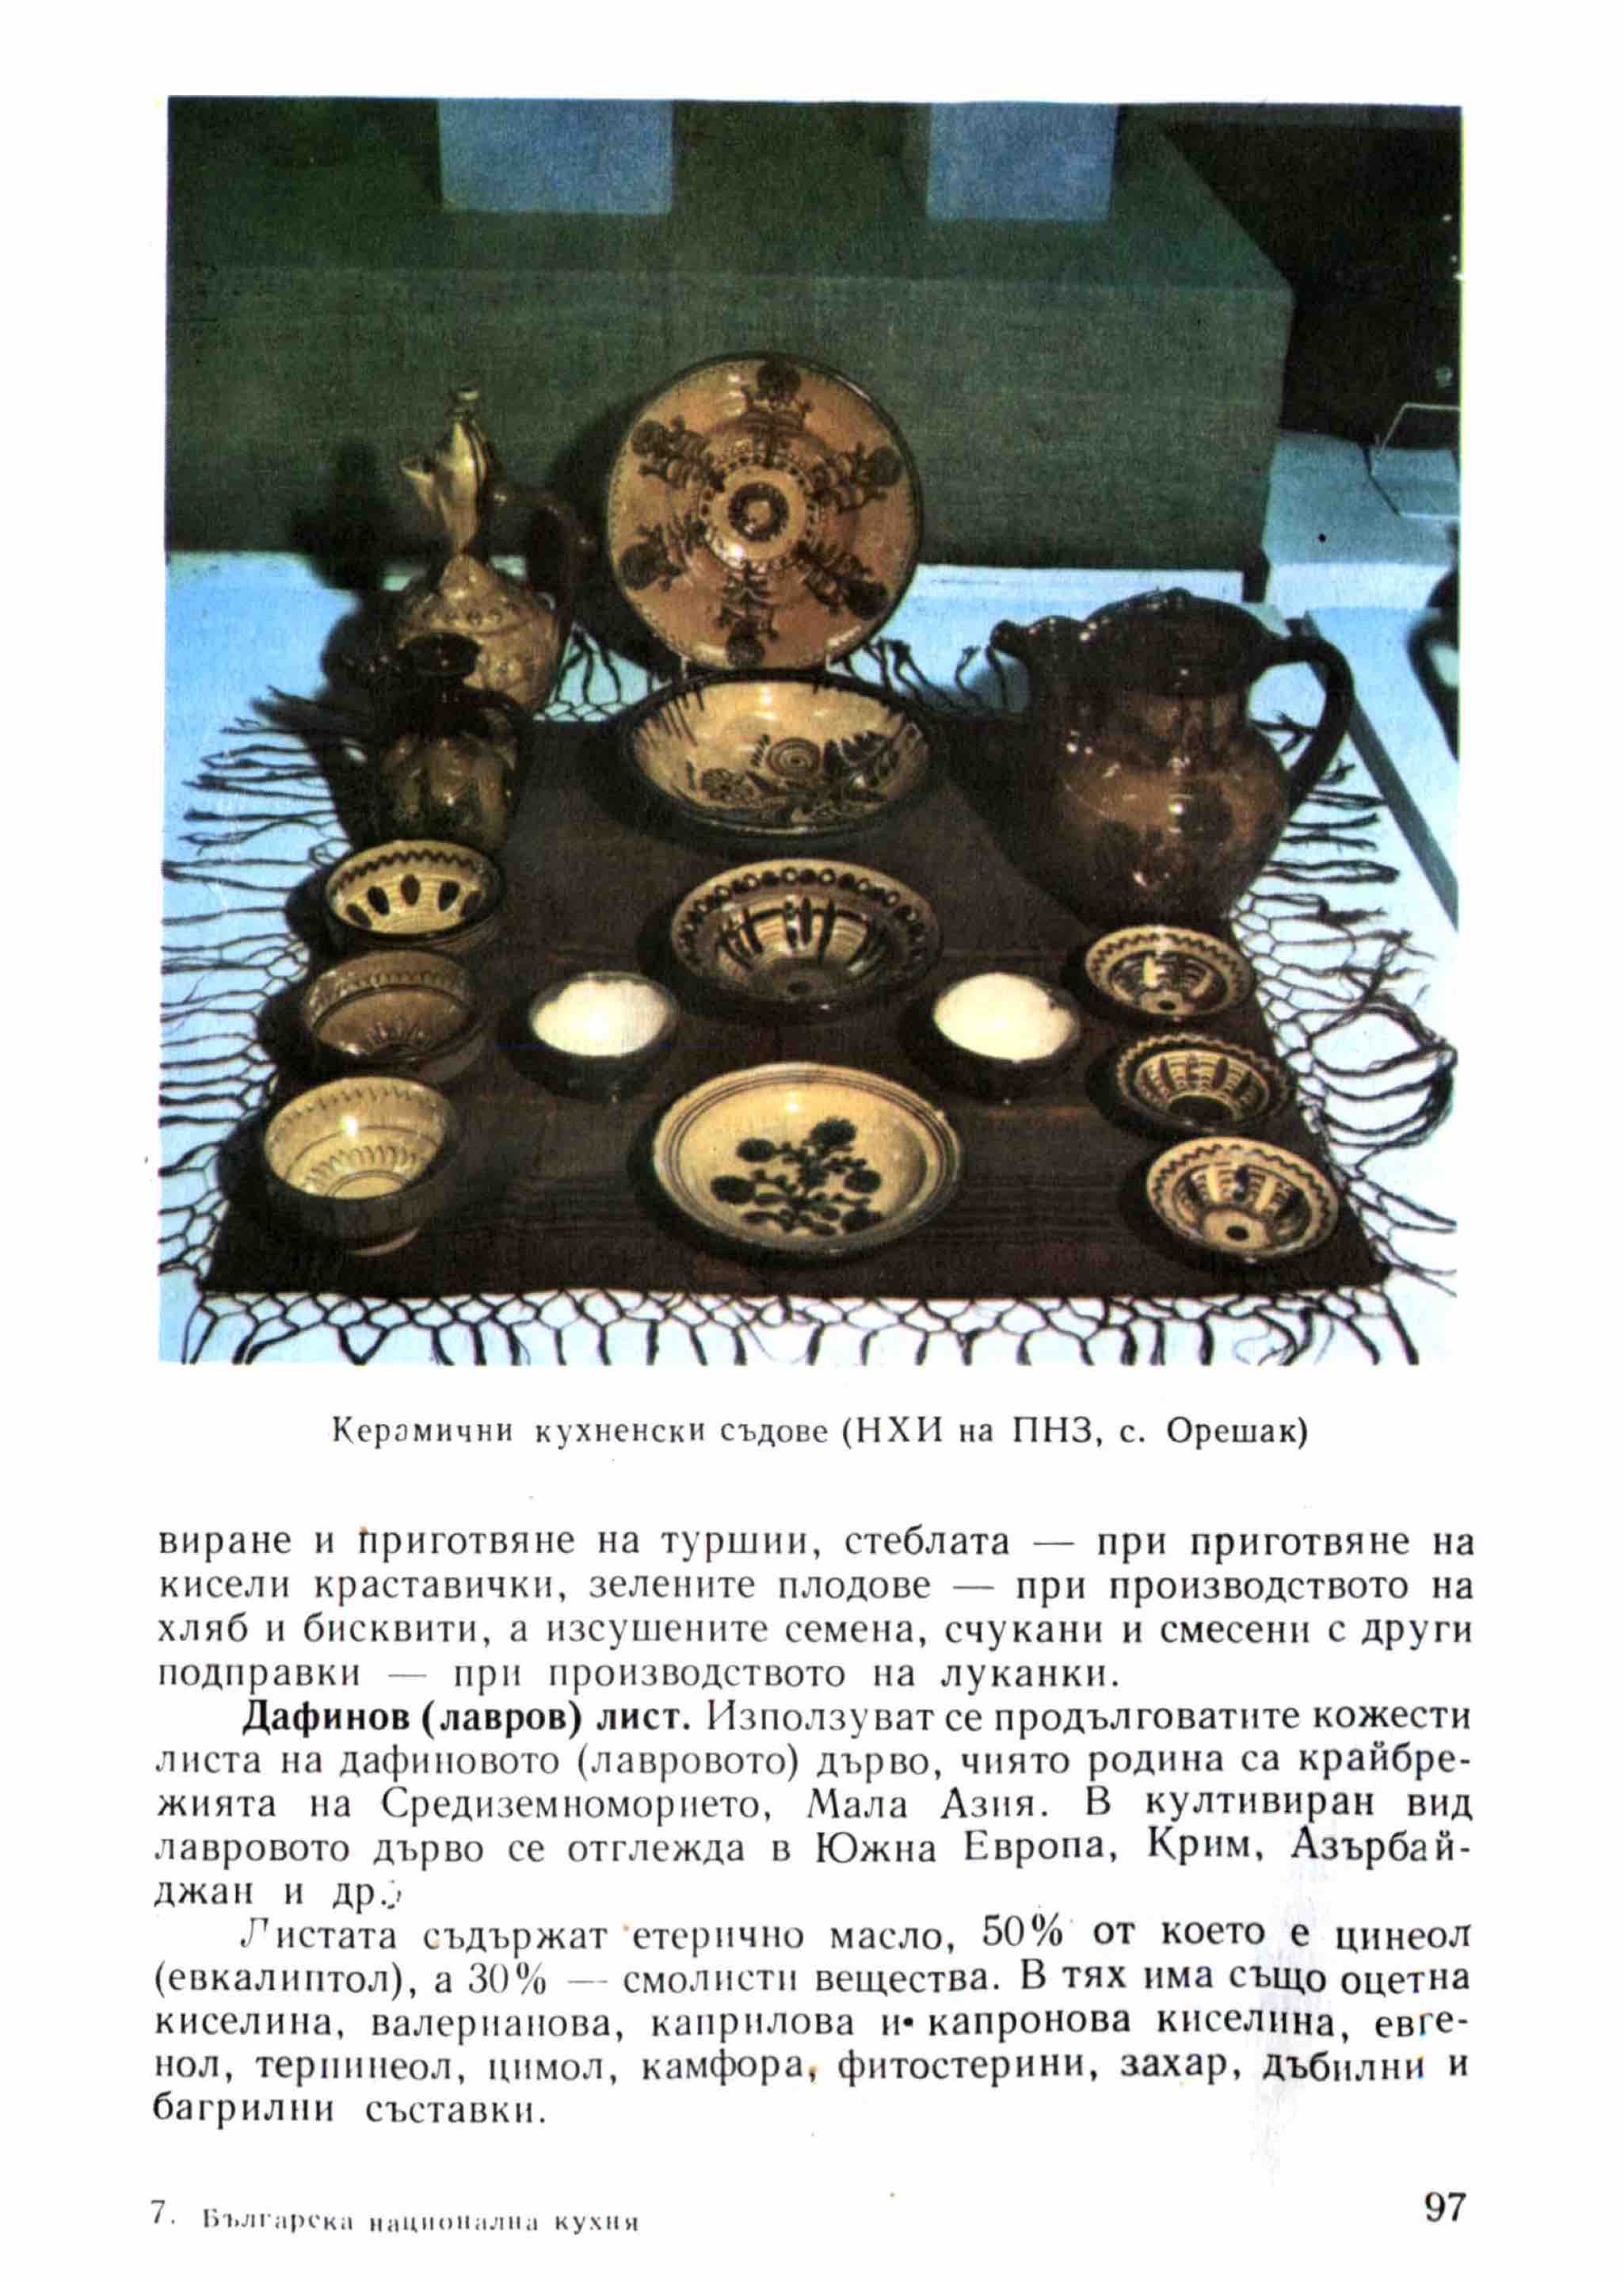 Керамични кухненски съдове (НХИ на ПНЗ, с. Орешак)
виране и приготвяне на туршии, стеблата — при приготвяне на
кисели краставички, зелените плодове — при производството на
хляб и бисквити, а изсушените семена, счукани и смесени с други
подправки — при производството на луканки.
Дафинов (лавров) лист. Използуват се продълговатите кожести
листа на дафиновото (лавровото) дърво, чиято родина са крайбре-
жията на Средиземноморието, Мала Азия. В култивиран вид
лавровото дърво се отглежда в Южна Европа, Крим, Азърбай-
джан и др.
Листата съдържат етерично масло, 50% от което е цинеол
(евкалиптол), а 30% — смолисти вещества. В тях има също оцетна
киселина, валерианова, каприлова и капронова киселина, евге-
нол, терпинеол, цимол, камфора, фитостерини, захар, дъбилни и
багрилни съставки.
7. Българска национална кухня
97